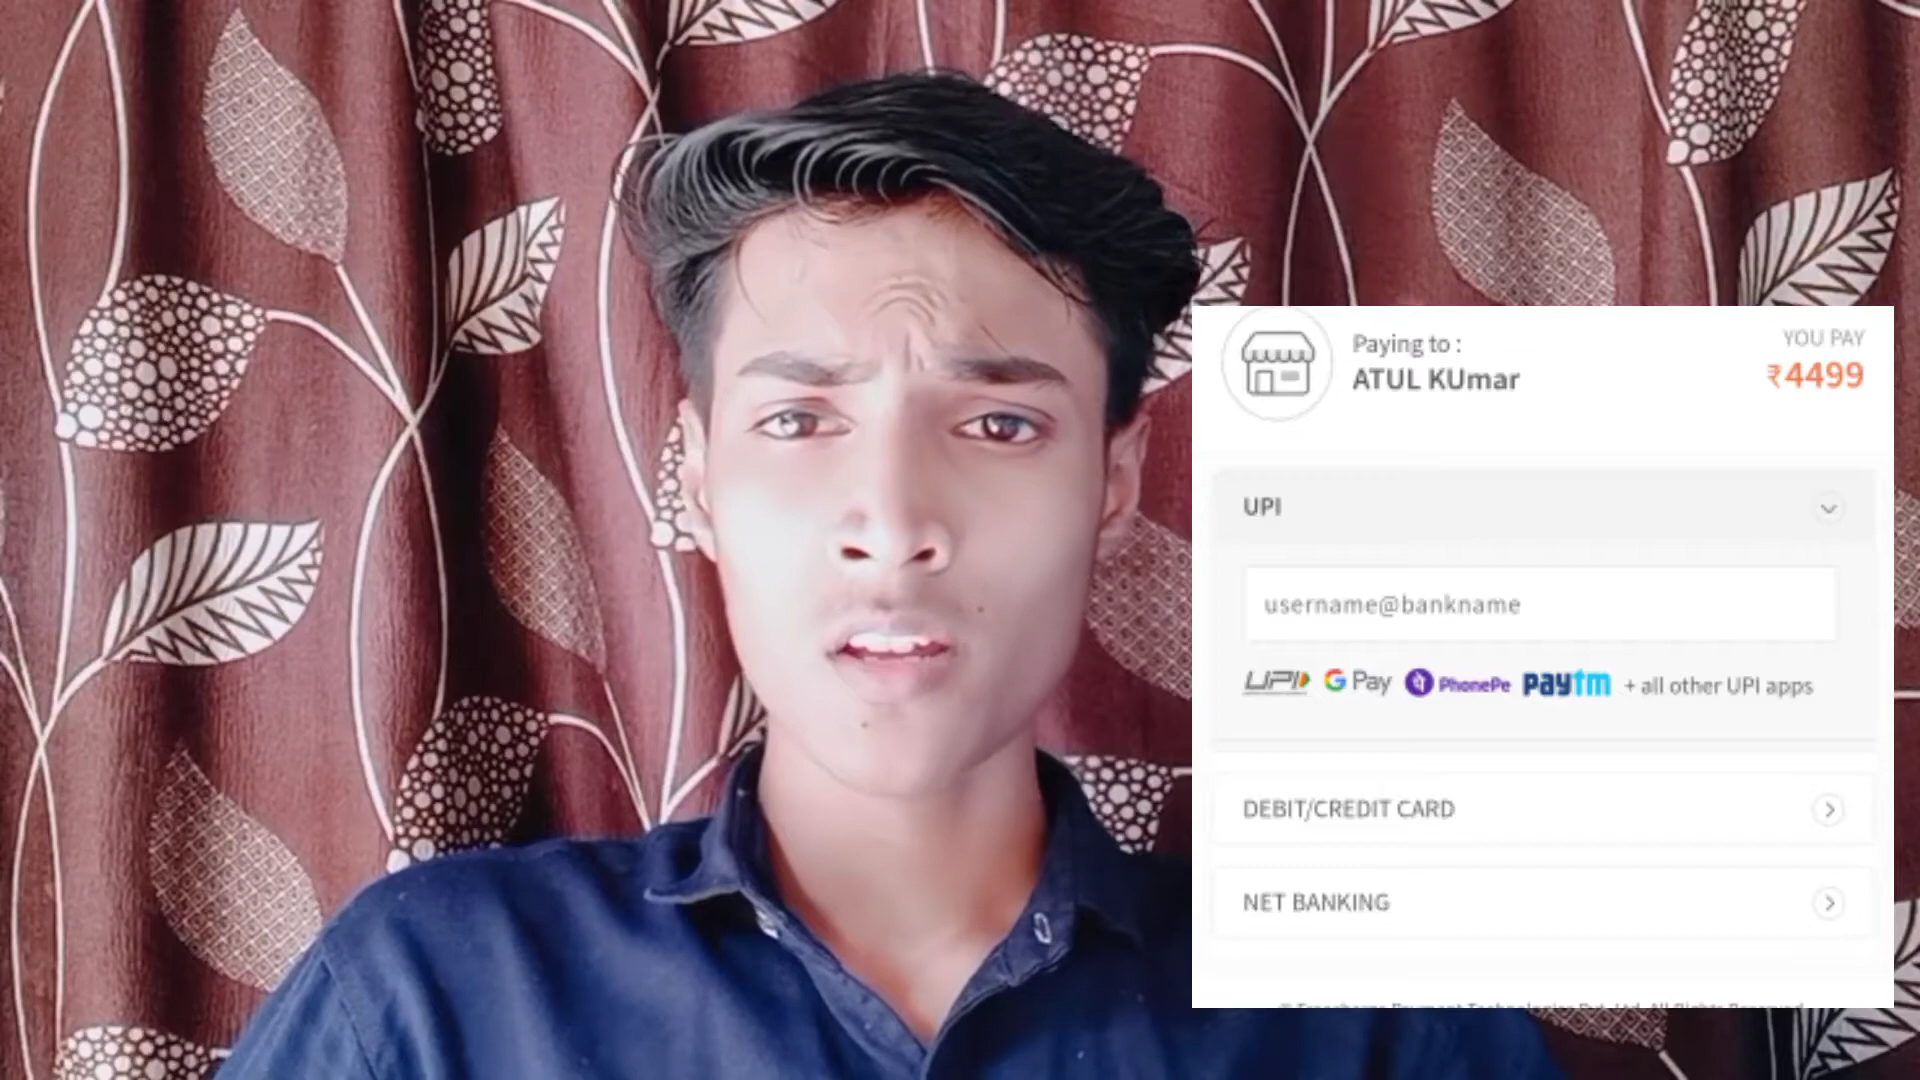 Paying to :
ATUL KUmar
YOU PAY
₹4499
UPI
username@bankname
UPI G Pay PhonePe paytm + all other UPI apps
DEBIT/CREDIT CARD
NET BANKING